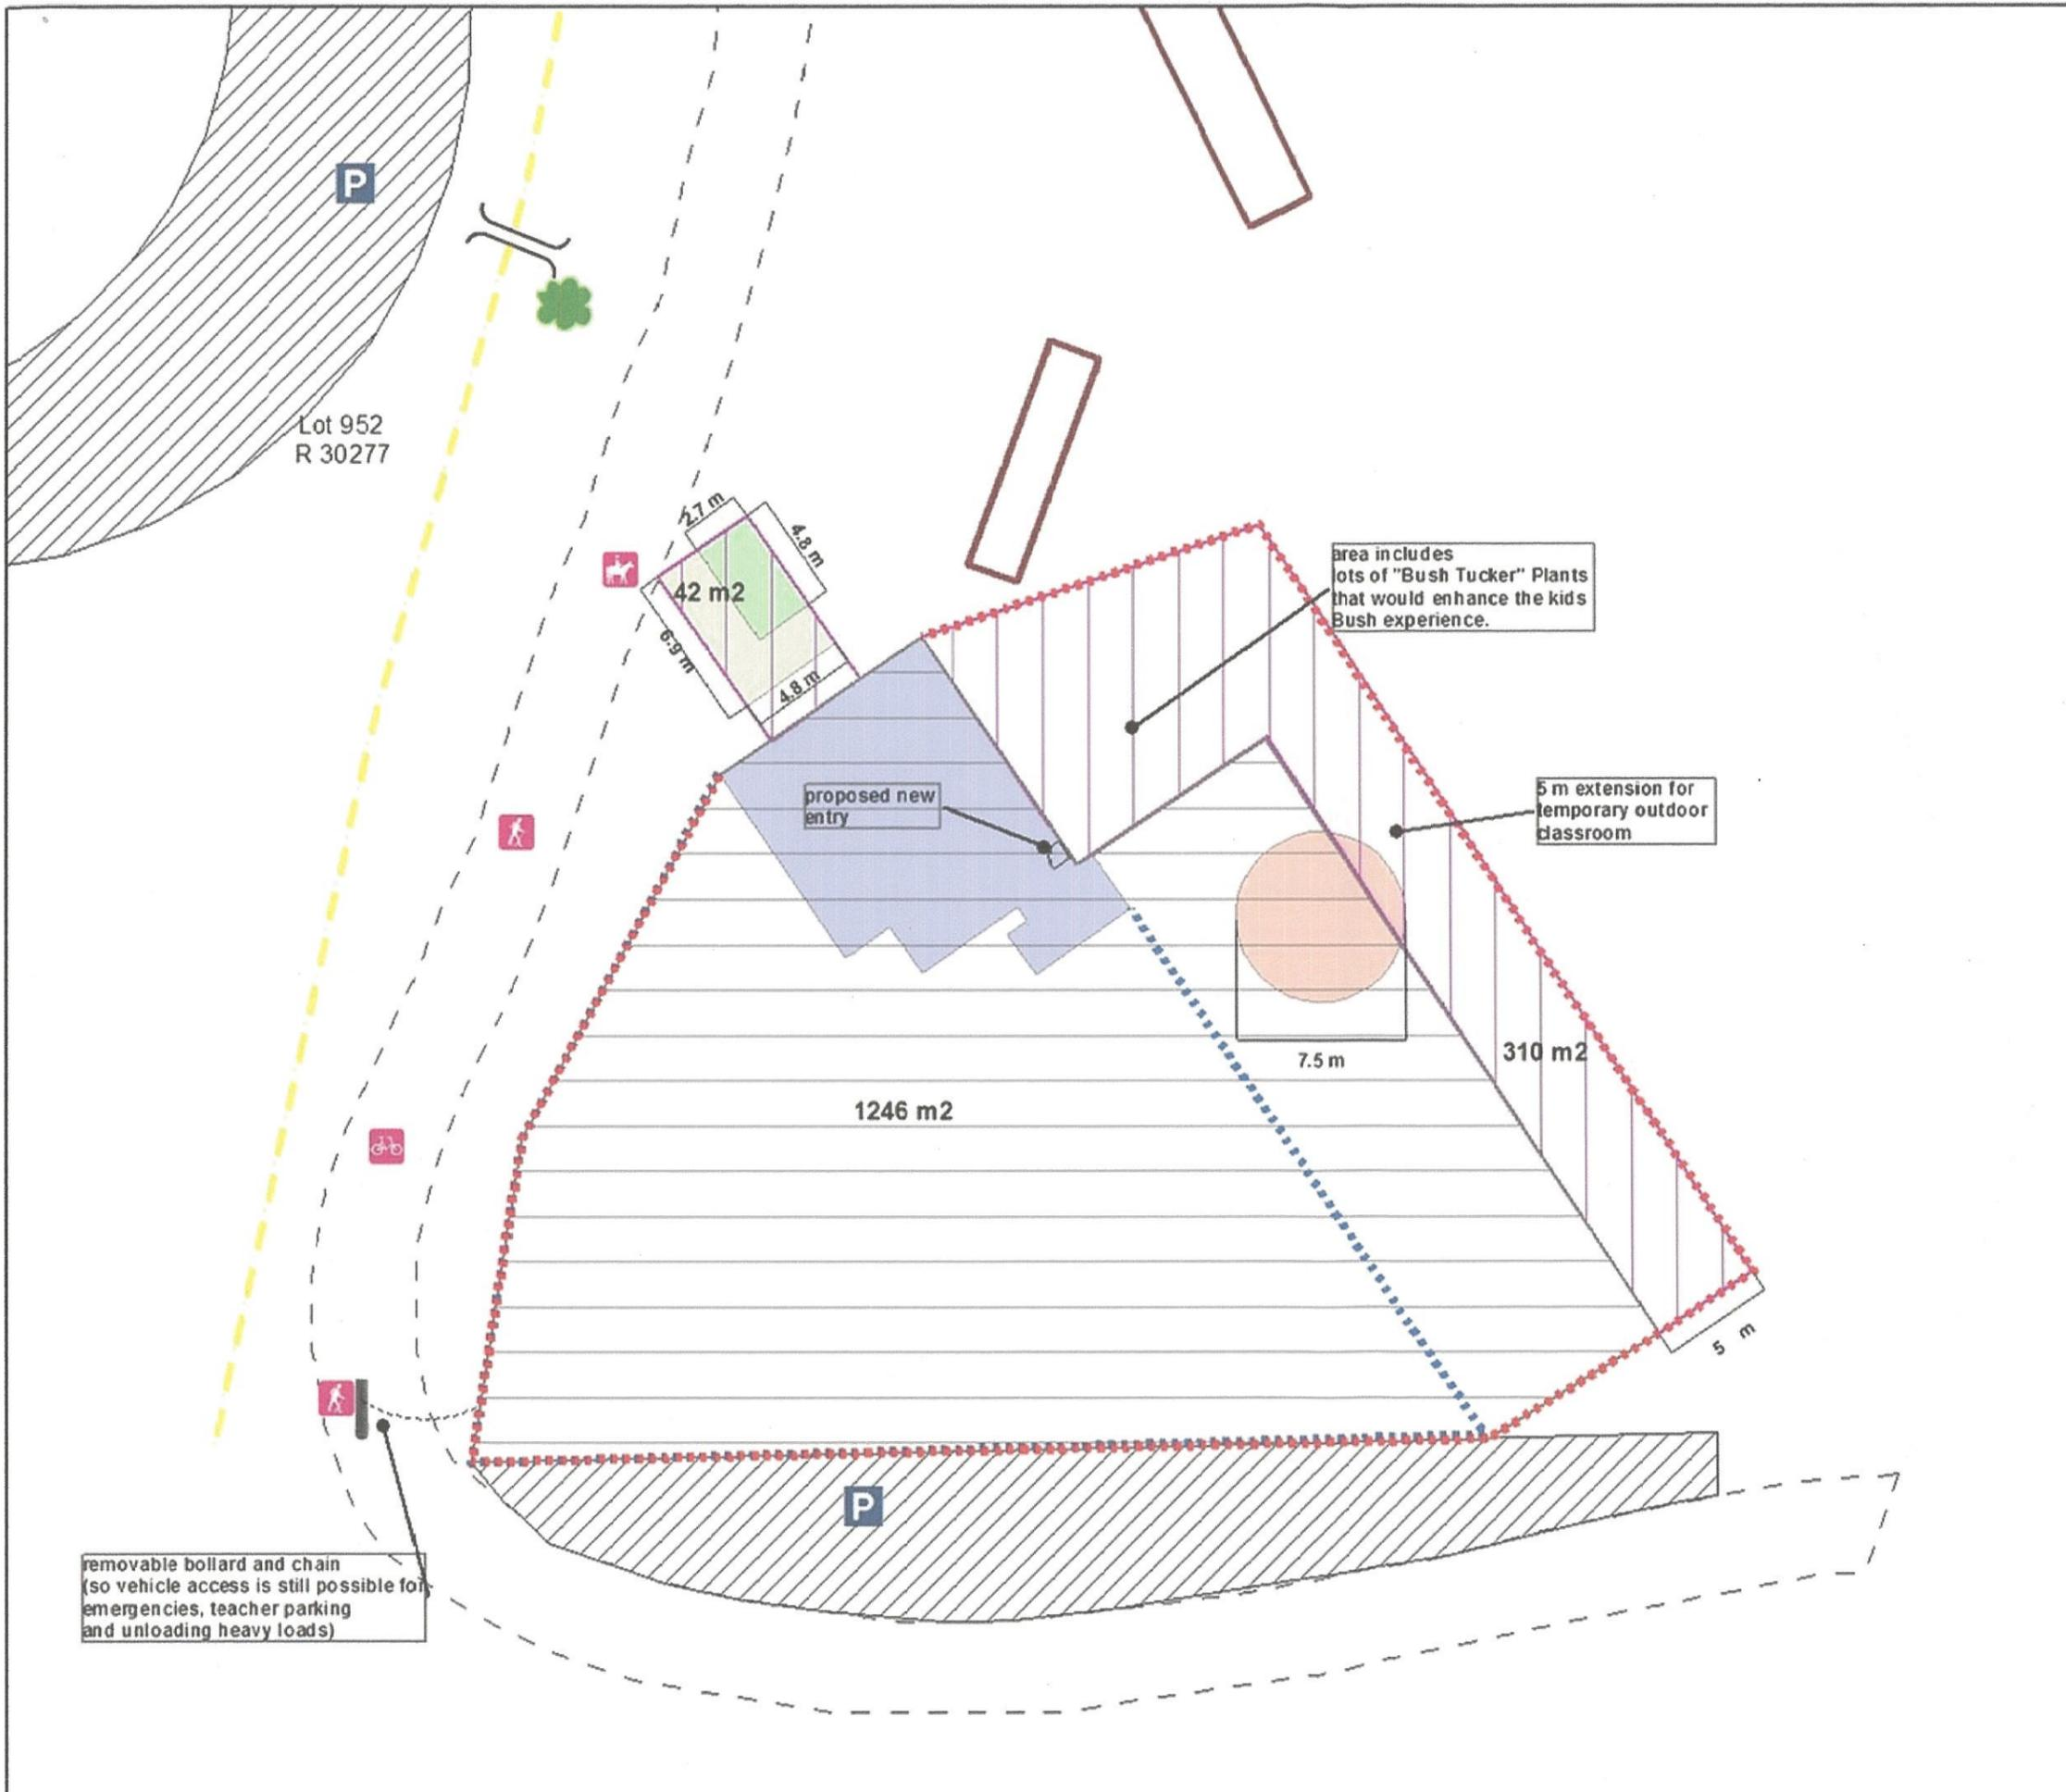 P
Lot 952
R 30277
2.7 m
4.8 m
42 m2
6.9 m
4.8 m
area includes
lots of "Bush Tucker" Plants
that would enhance the kids
Bush experience.
proposed new
entry
5 m extension for
temporary outdoor
classroom
7.5 m
310 m2
1246 m2
5 m
P
removable bollard and chain
(so vehicle access is still possible for
emergencies, teacher parking
and unloading heavy loads)